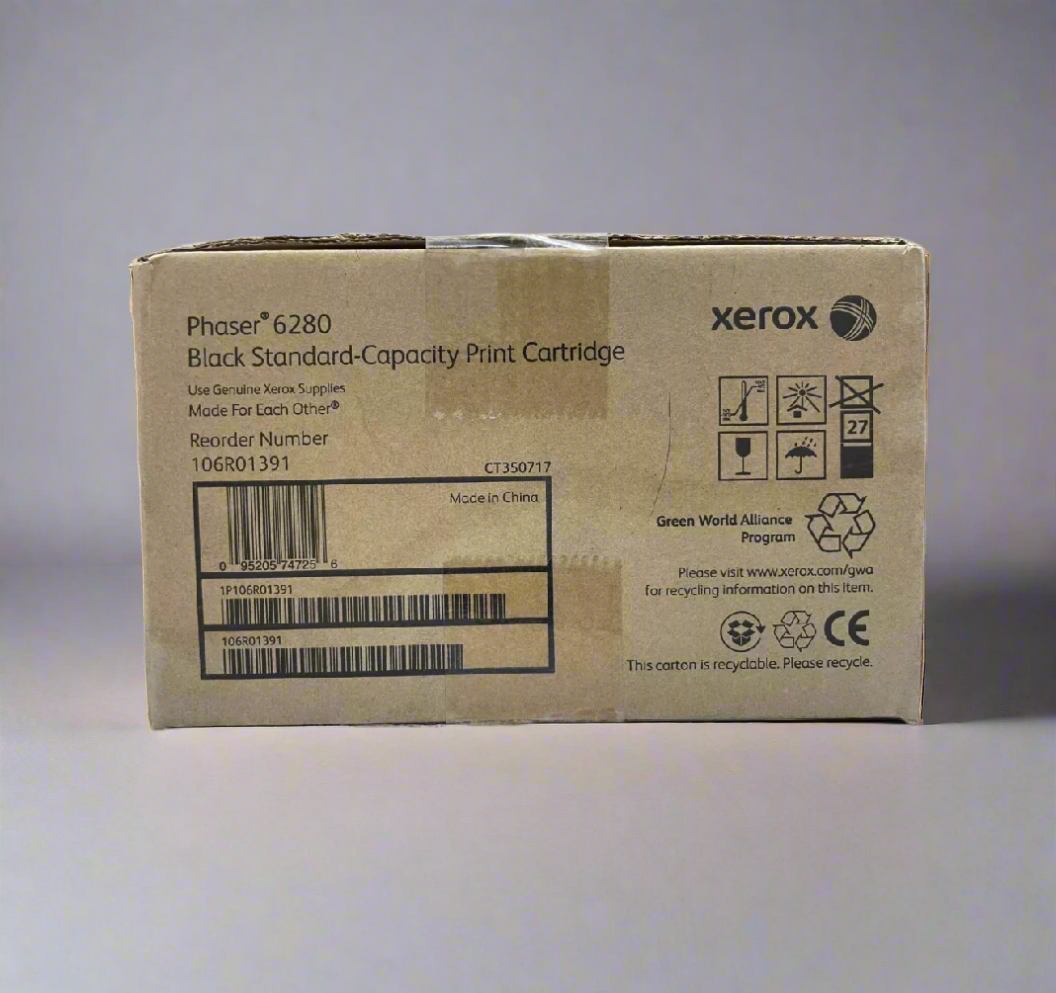 Phaser® 6280
Black Standard-Capacity Print Cartridge
Use Genuine Xerox Supplies
Made For Each Other®
Reorder Number
106R01391
CT350717
Made in China
0 95205 74725 6
1P106R01391
106R01391
xerox
27
Green World Alliance
Program
Please visit www.xerox.com/gwa
for recycling information on this item.
CE
This carton is recyclable. Please recycle.